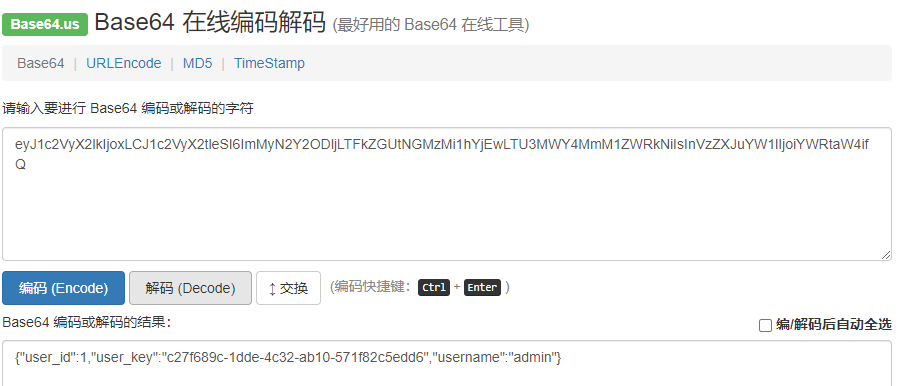 Base64.us Base64 在线编码解码 (最好用的 Base64 在线工具)
Base64 | URLEncode | MD5 | TimeStamp
请输入要进行 Base64 编码或解码的字符
eyJ1c2VyX2lkIjoxLCJ1c2VyX2tleSI6ImMyN2Y2ODljLTFkZGUtNGMzMi1hYjEwLTU3MWY4MmM1ZWRkNiIsInVzZXJuYW1lIjoiYWRtaW4if
Q
编码 (Encode) 解码 (Decode) ↕ 交换 (编码快捷键: Ctrl + Enter )
Base64 编码或解码的结果: 编/解码后自动全选
{"user_id":1,"user_key":"c27f689c-1dde-4c32-ab10-571f82c5edd6","username":"admin"}